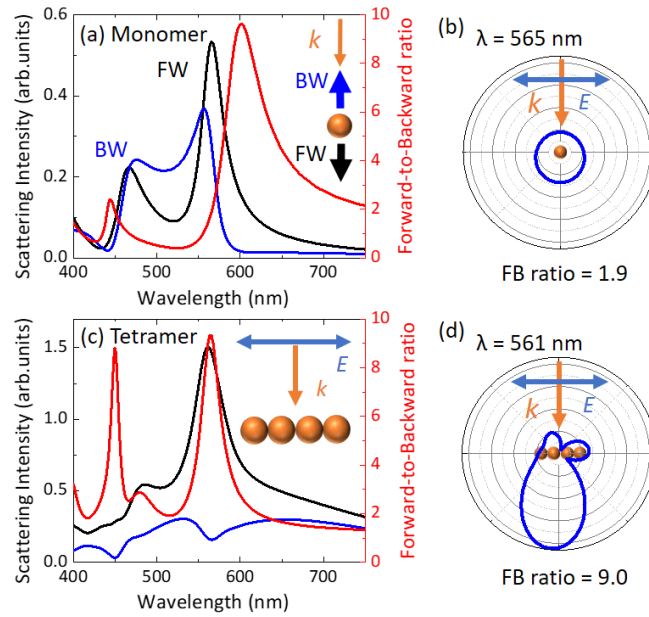 (a) Monomer
k
FW
BW
BW
FW
0.6
0.4
0.2
0.0
10
8
6
4
2
0
400 500 600 700
Scattering Intensity (arb.units)
Forward-to-Backward ratio
Wavelength (nm)
(b)
λ = 565 nm
k
E
FB ratio = 1.9
(c) Tetramer
E
k
1.5
1.0
0.5
0.0
10
8
6
4
2
0
400 500 600 700
Scattering Intensity (arb.units)
Forward-to-Backward ratio
Wavelength (nm)
(d)
λ = 561 nm
k
E
FB ratio = 9.0